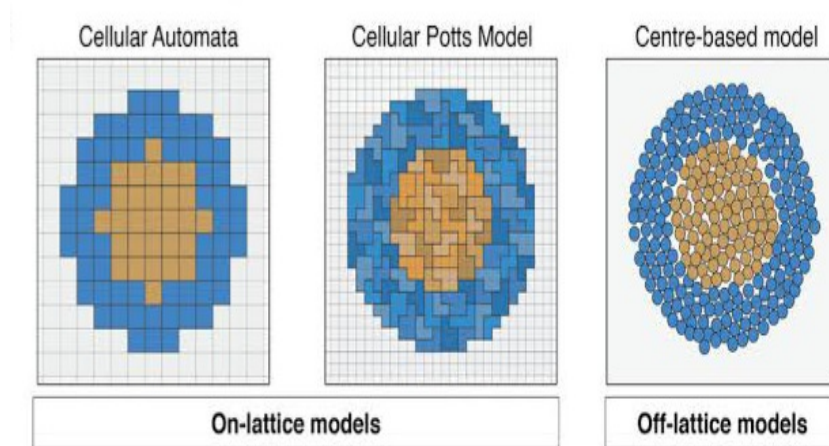 Cellular Automata
Cellular Potts Model
Centre-based model
On-lattice models
Off-lattice models